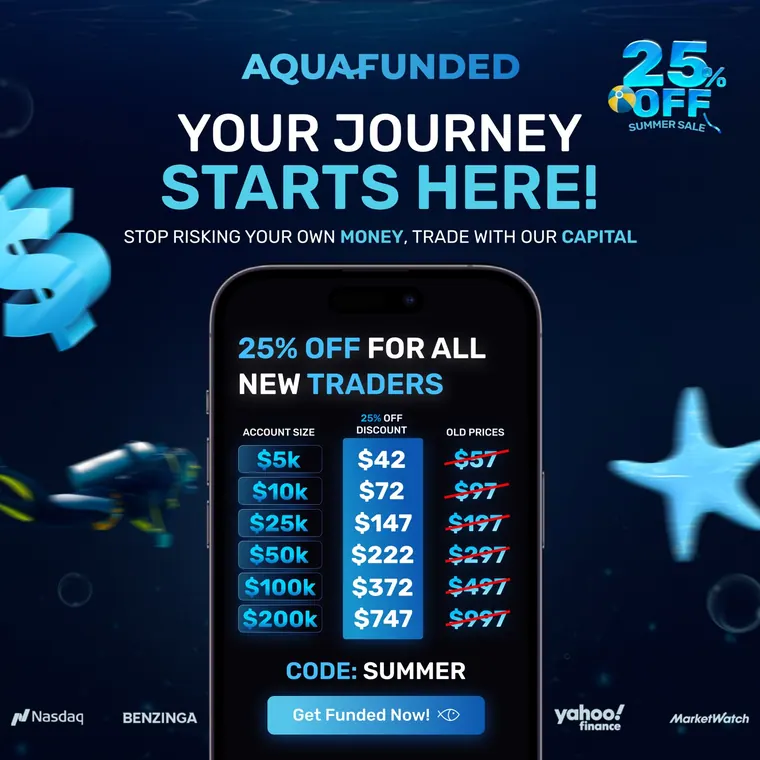 AQUAFUNDED
25% OFF
SUMMER SALE
YOUR JOURNEY
STARTS HERE!
STOP RISKING YOUR OWN MONEY, TRADE WITH OUR CAPITAL
25% OFF FOR ALL
NEW TRADERS
ACCOUNT SIZE
25% OFF
DISCOUNT
OLD PRICES
$5k $42 $57
$10k $72 $97
$25k $147 $197
$50k $222 $297
$100k $372 $497
$200k $747 $997
CODE: SUMMER
Get Funded Now!
Nasdaq
BENZINGA
yahoo!
finance
MarketWatch